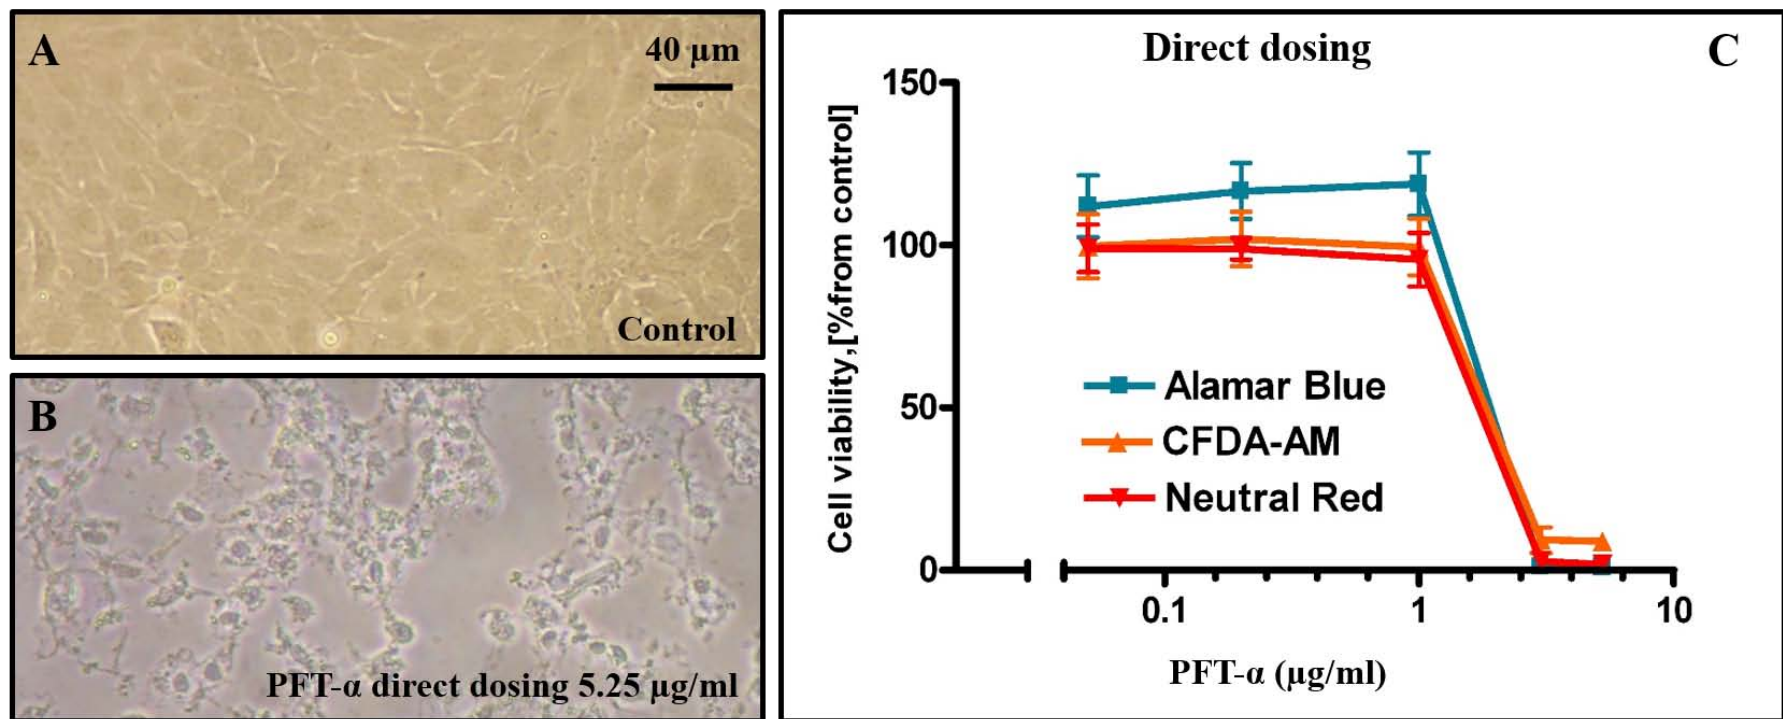 A
40 µm
Control
B
PFT-α direct dosing 5.25 µg/ml
Direct dosing
C
150
100
50
0
Cell viability,[%from control]
Alamar Blue
CFDA-AM
Neutral Red
0.1
1
10
PFT-α (µg/ml)